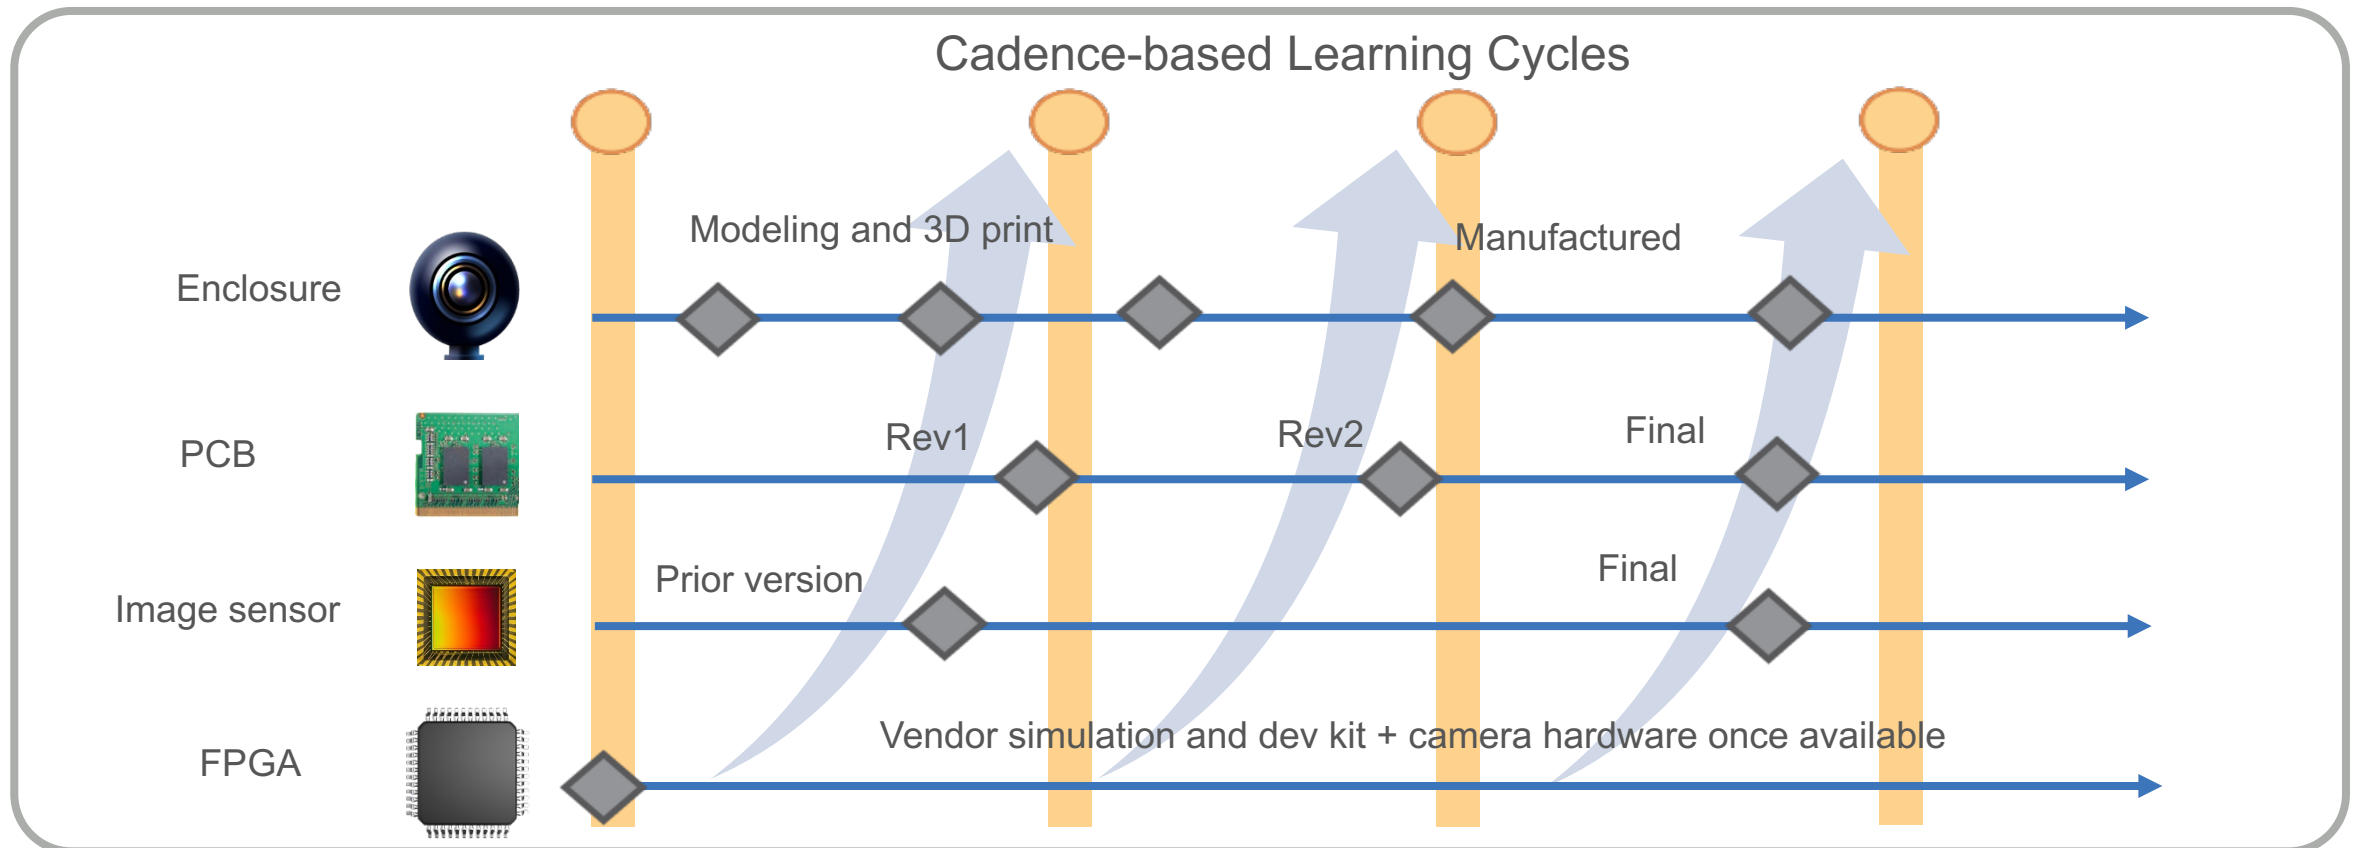 Cadence-based Learning Cycles
Modeling and 3D print
Manufactured
Enclosure
Rev1
Rev2
Final
PCB
Prior version
Final
Image sensor
Vendor simulation and dev kit + camera hardware once available
FPGA